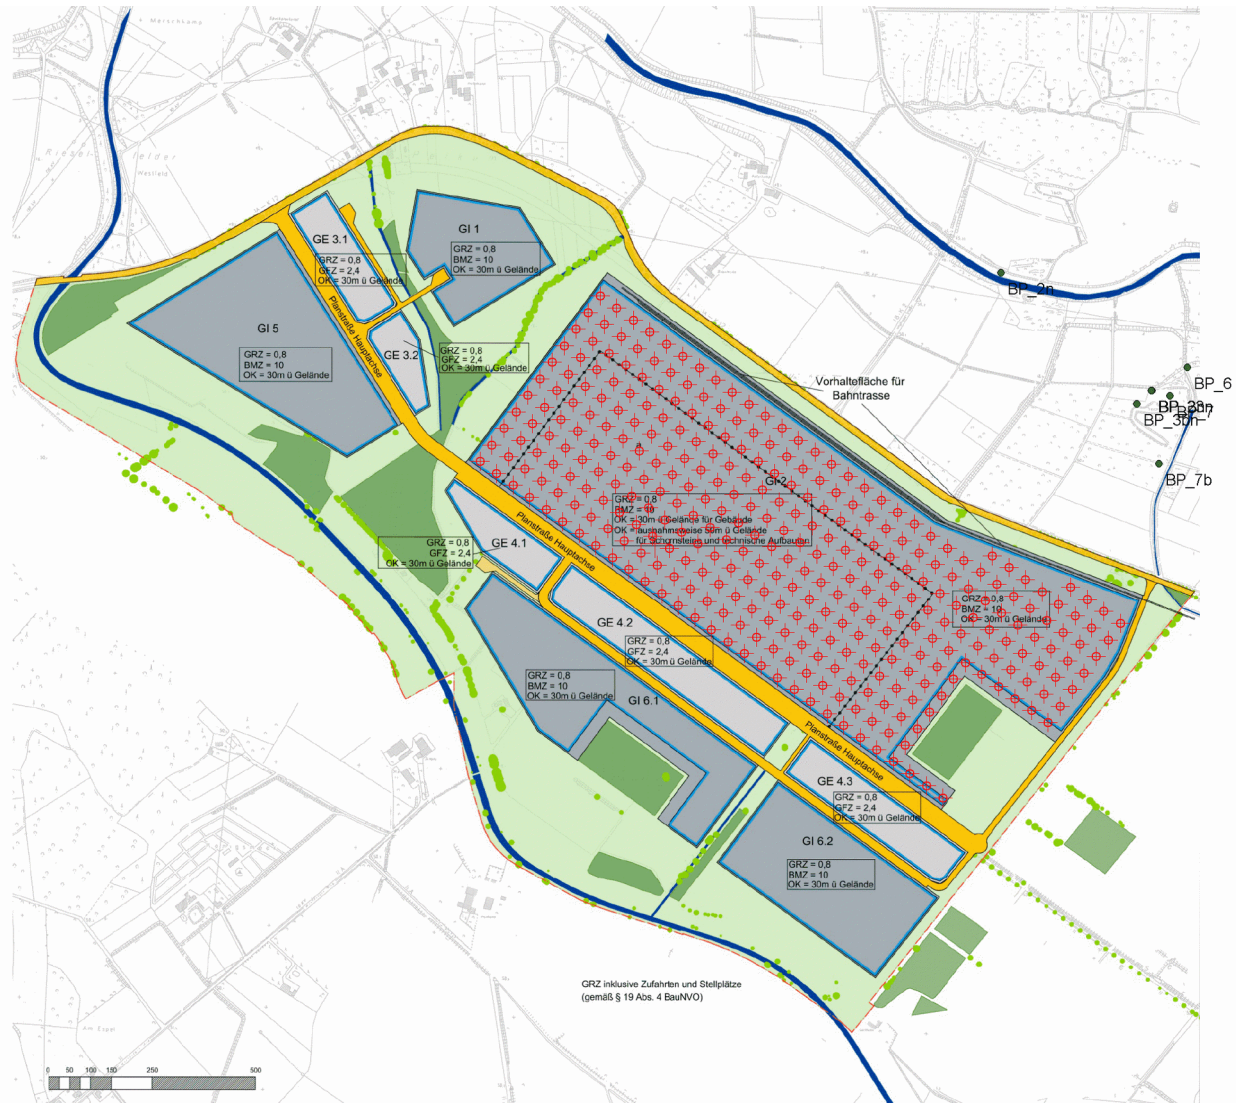 Merschkamp
Riesel-
felder
Westfeld
GE 3.1
GRZ = 0,8
GFZ = 2,4
OK = 30m ü Gelände
GI 1
GRZ = 0,8
BMZ = 10
OK = 30m ü Gelände
Planstraße Hauptachse
GI 5
GRZ = 0,8
BMZ = 10
OK = 30m ü Gelände
GE 3.2
GRZ = 0,8
GFZ = 2,4
OK = 30m ü Gelände
BP_2n
BP_6
BP_7
BP_3bn
BP_7b
Vorhaltefläche für
Bahntrasse
GI 2
GRZ = 0,8
BMZ = 10
OK = 30m ü Gelände für Gebäude
OK = ausnahmsweise 50m ü Gelände
für Schornsteine und technische Aufbauten
GRZ = 0,8
BMZ = 10
OK = 30m ü Gelände
Planstraße Hauptachse
GE 4.1
GRZ = 0,8
GFZ = 2,4
OK = 30m ü Gelände
GE 4.2
GRZ = 0,8
GFZ = 2,4
OK = 30m ü Gelände
GRZ = 0,8
BMZ = 10
OK = 30m ü Gelände
GI 6.1
Planstraße Hauptachse
GE 4.3
GRZ = 0,8
GFZ = 2,4
OK = 30m ü Gelände
GI 6.2
GRZ = 0,8
BMZ = 10
OK = 30m ü Gelände
GRZ inklusive Zufahrten und Stellplätze
(gemäß § 19 Abs. 4 BauNVO)
Am Espel
0 50 100 150 250 500